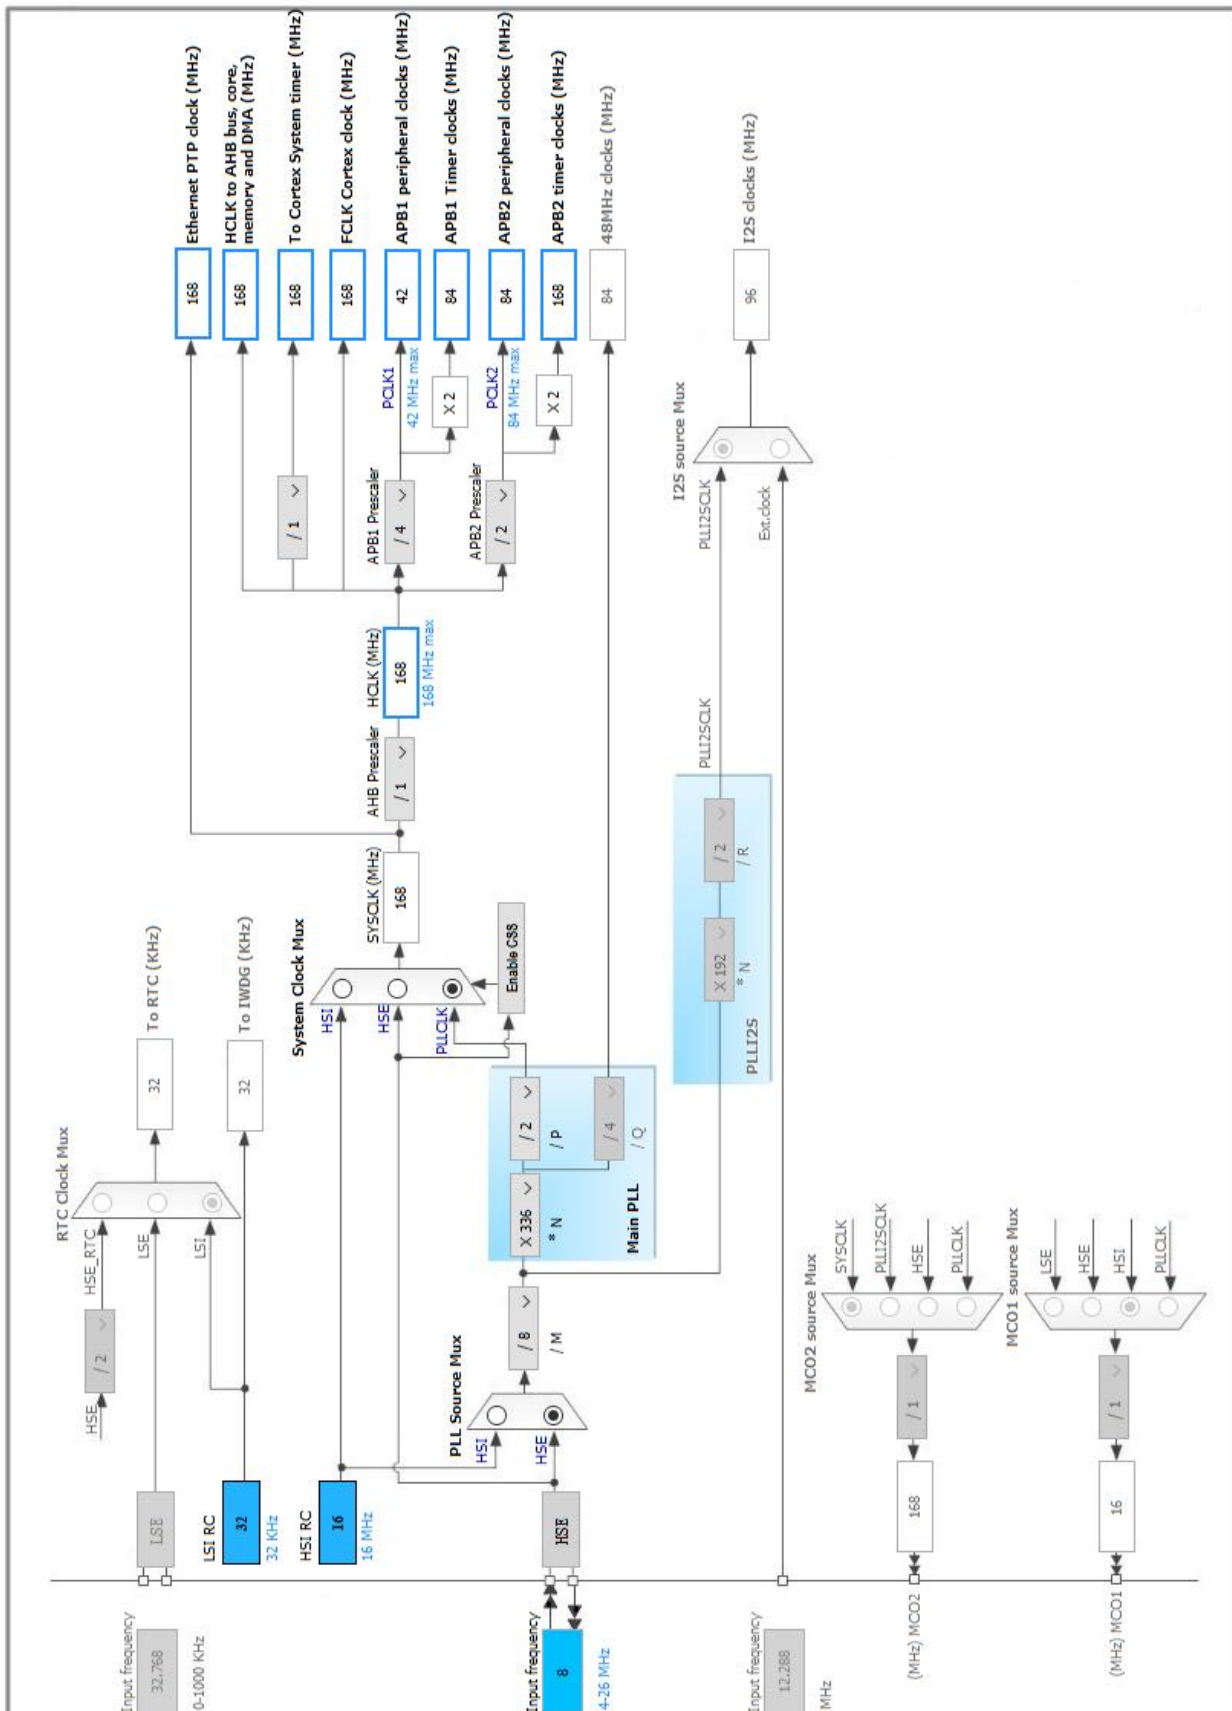 Input frequency
32.768
0-1000 KHz
LSE
HSE
/ 2
HSE_RTC
LSE
LSI
RTC Clock Mux
32
To RTC (KHz)
LSI RC
32
32 KHz
32
To IWDG (KHz)
HSI RC
16
16 MHz
Input frequency
8
4-26 MHz
HSE
PLL Source Mux
HSI
HSE
/ 8
/ M
X 336
* N
/ 2
/ P
/ 4
/ Q
Main PLL
System Clock Mux
HSI
HSE
PLLCLK
Enable CSS
SYSCLK (MHz)
168
AHB Prescaler
/ 1
HCLK (MHz)
168
168 MHz max
/ 1
APB1 Prescaler
/ 4
PCLK1
42 MHz max
X 2
APB2 Prescaler
/ 2
PCLK2
84 MHz max
X 2
168
Ethernet PTP clock (MHz)
168
HCLK to AHB bus, core,
memory and DMA (MHz)
168
To Cortex System timer (MHz)
168
FCLK Cortex clock (MHz)
42
APB1 peripheral clocks (MHz)
84
APB1 Timer clocks (MHz)
84
APB2 peripheral clocks (MHz)
168
APB2 timer clocks (MHz)
84
48MHz clocks (MHz)
X 192
* N
/ 2
/ R
PLLI2S
PLLI2SCLK
PLLI2SCLK
Ext.clock
I2S source Mux
96
I2S clocks (MHz)
Input frequency
12.288
MHz
MCO2 source Mux
SYSCLK
PLLI2SCLK
HSE
PLLCLK
/ 1
168
(MHz) MCO2
MCO1 source Mux
LSE
HSE
HSI
PLLCLK
/ 1
16
(MHz) MCO1